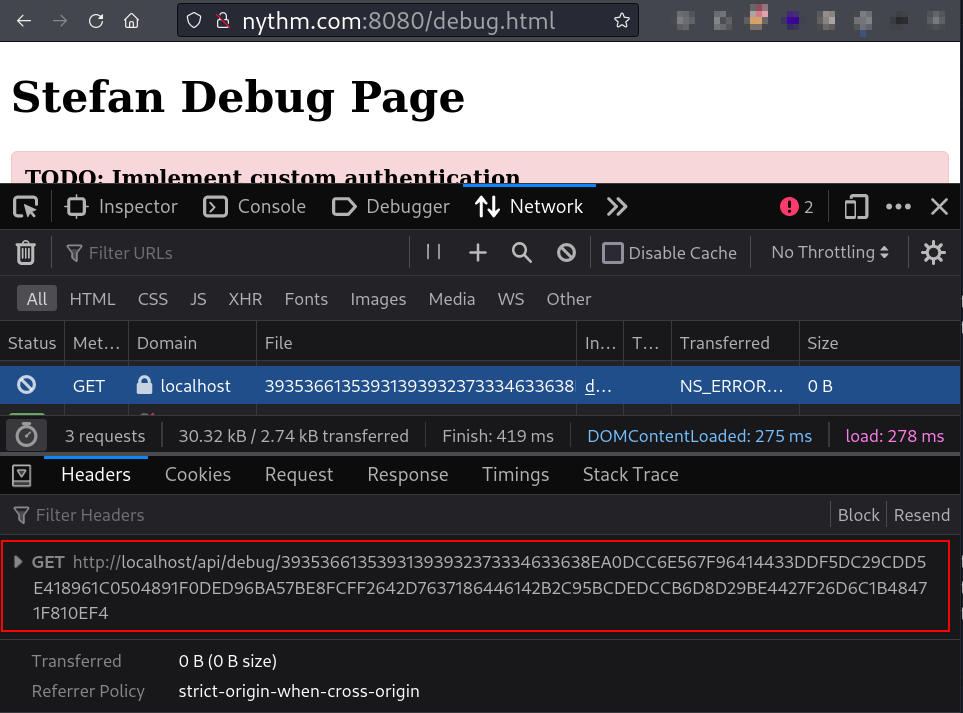 nythm.com:8080/debug.html
Stefan Debug Page
TODO: Implement custom authentication
Inspector Console Debugger Network 2
Filter URLs Disable Cache No Throttling
All HTML CSS JS XHR Fonts Images Media WS Other
Status Met... Domain File In... T... Transferred Size
GET localhost 39353661353931393932373334633638 d... NS_ERROR... 0 B
3 requests 30.32 kB / 2.74 kB transferred Finish: 419 ms DOMContentLoaded: 275 ms load: 278 ms
Headers Cookies Request Response Timings Stack Trace
Filter Headers Block Resend
GET http://localhost/api/debug/39353661353931393932373334633638EA0DCC6E567F96414433DDF5DC29CDD5
E418961C0504891F0DED96BA57BE8FCFF2642D7637186446142B2C95BCDEDCCB6D8D29BE4427F26D6C1B4847
1F810EF4
Transferred 0 B (0 B size)
Referrer Policy strict-origin-when-cross-origin